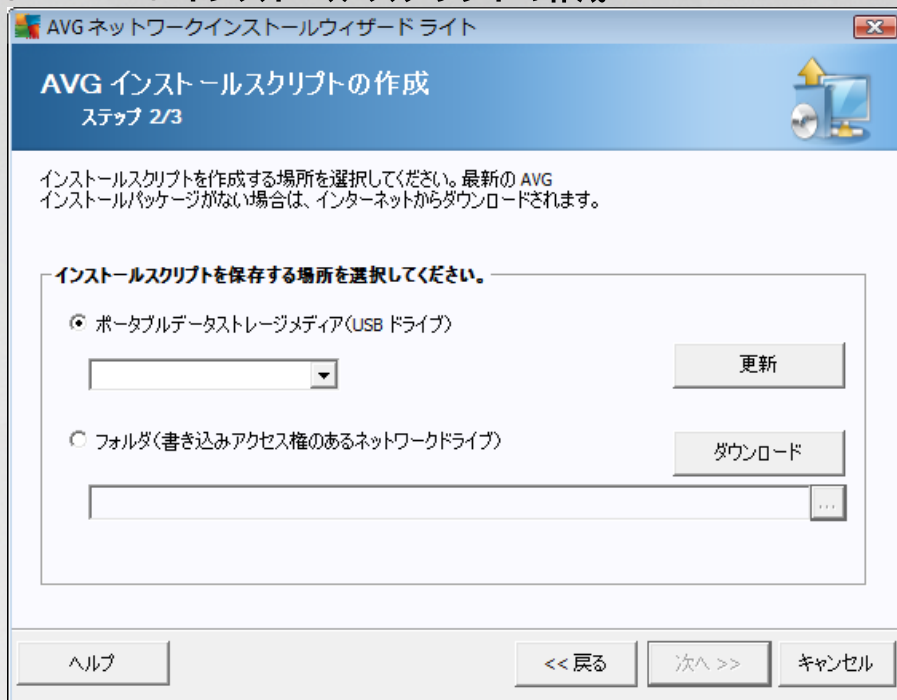 AVG ネットワークインストールウィザード ライト
AVG インストールスクリプトの作成
ステップ 2/3
インストールスクリプトを作成する場所を選択してください。最新の AVG
インストールパッケージがない場合は、インターネットからダウンロードされます。
インストールスクリプトを保存する場所を選択してください。
ポータブルデータストレージメディア(USB ドライブ)
更新
フォルダ(書き込みアクセス権のあるネットワークドライブ)
ダウンロード
...
ヘルプ
<< 戻る
次へ >>
キャンセル